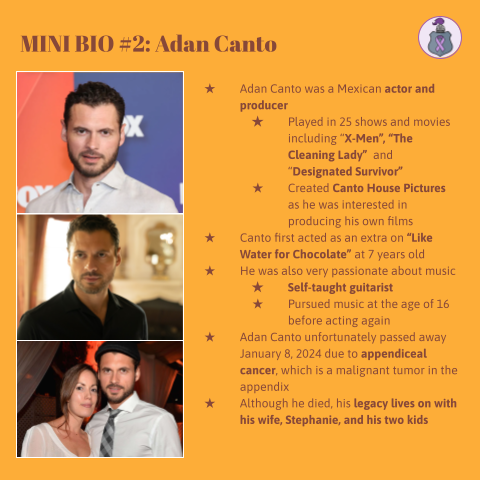 MINI BIO #2: Adan Canto
★ Adan Canto was a Mexican actor and
producer
★ Played in 25 shows and movies
including “X-Men”, “The
Cleaning Lady” and
“Designated Survivor”
★ Created Canto House Pictures
as he was interested in
producing his own films
★ Canto first acted as an extra on “Like
Water for Chocolate” at 7 years old
★ He was also very passionate about music
★ Self-taught guitarist
★ Pursued music at the age of 16
before acting again
★ Adan Canto unfortunately passed away
January 8, 2024 due to appendiceal
cancer, which is a malignant tumor in the
appendix
★ Although he died, his legacy lives on with
his wife, Stephanie, and his two kids
OX